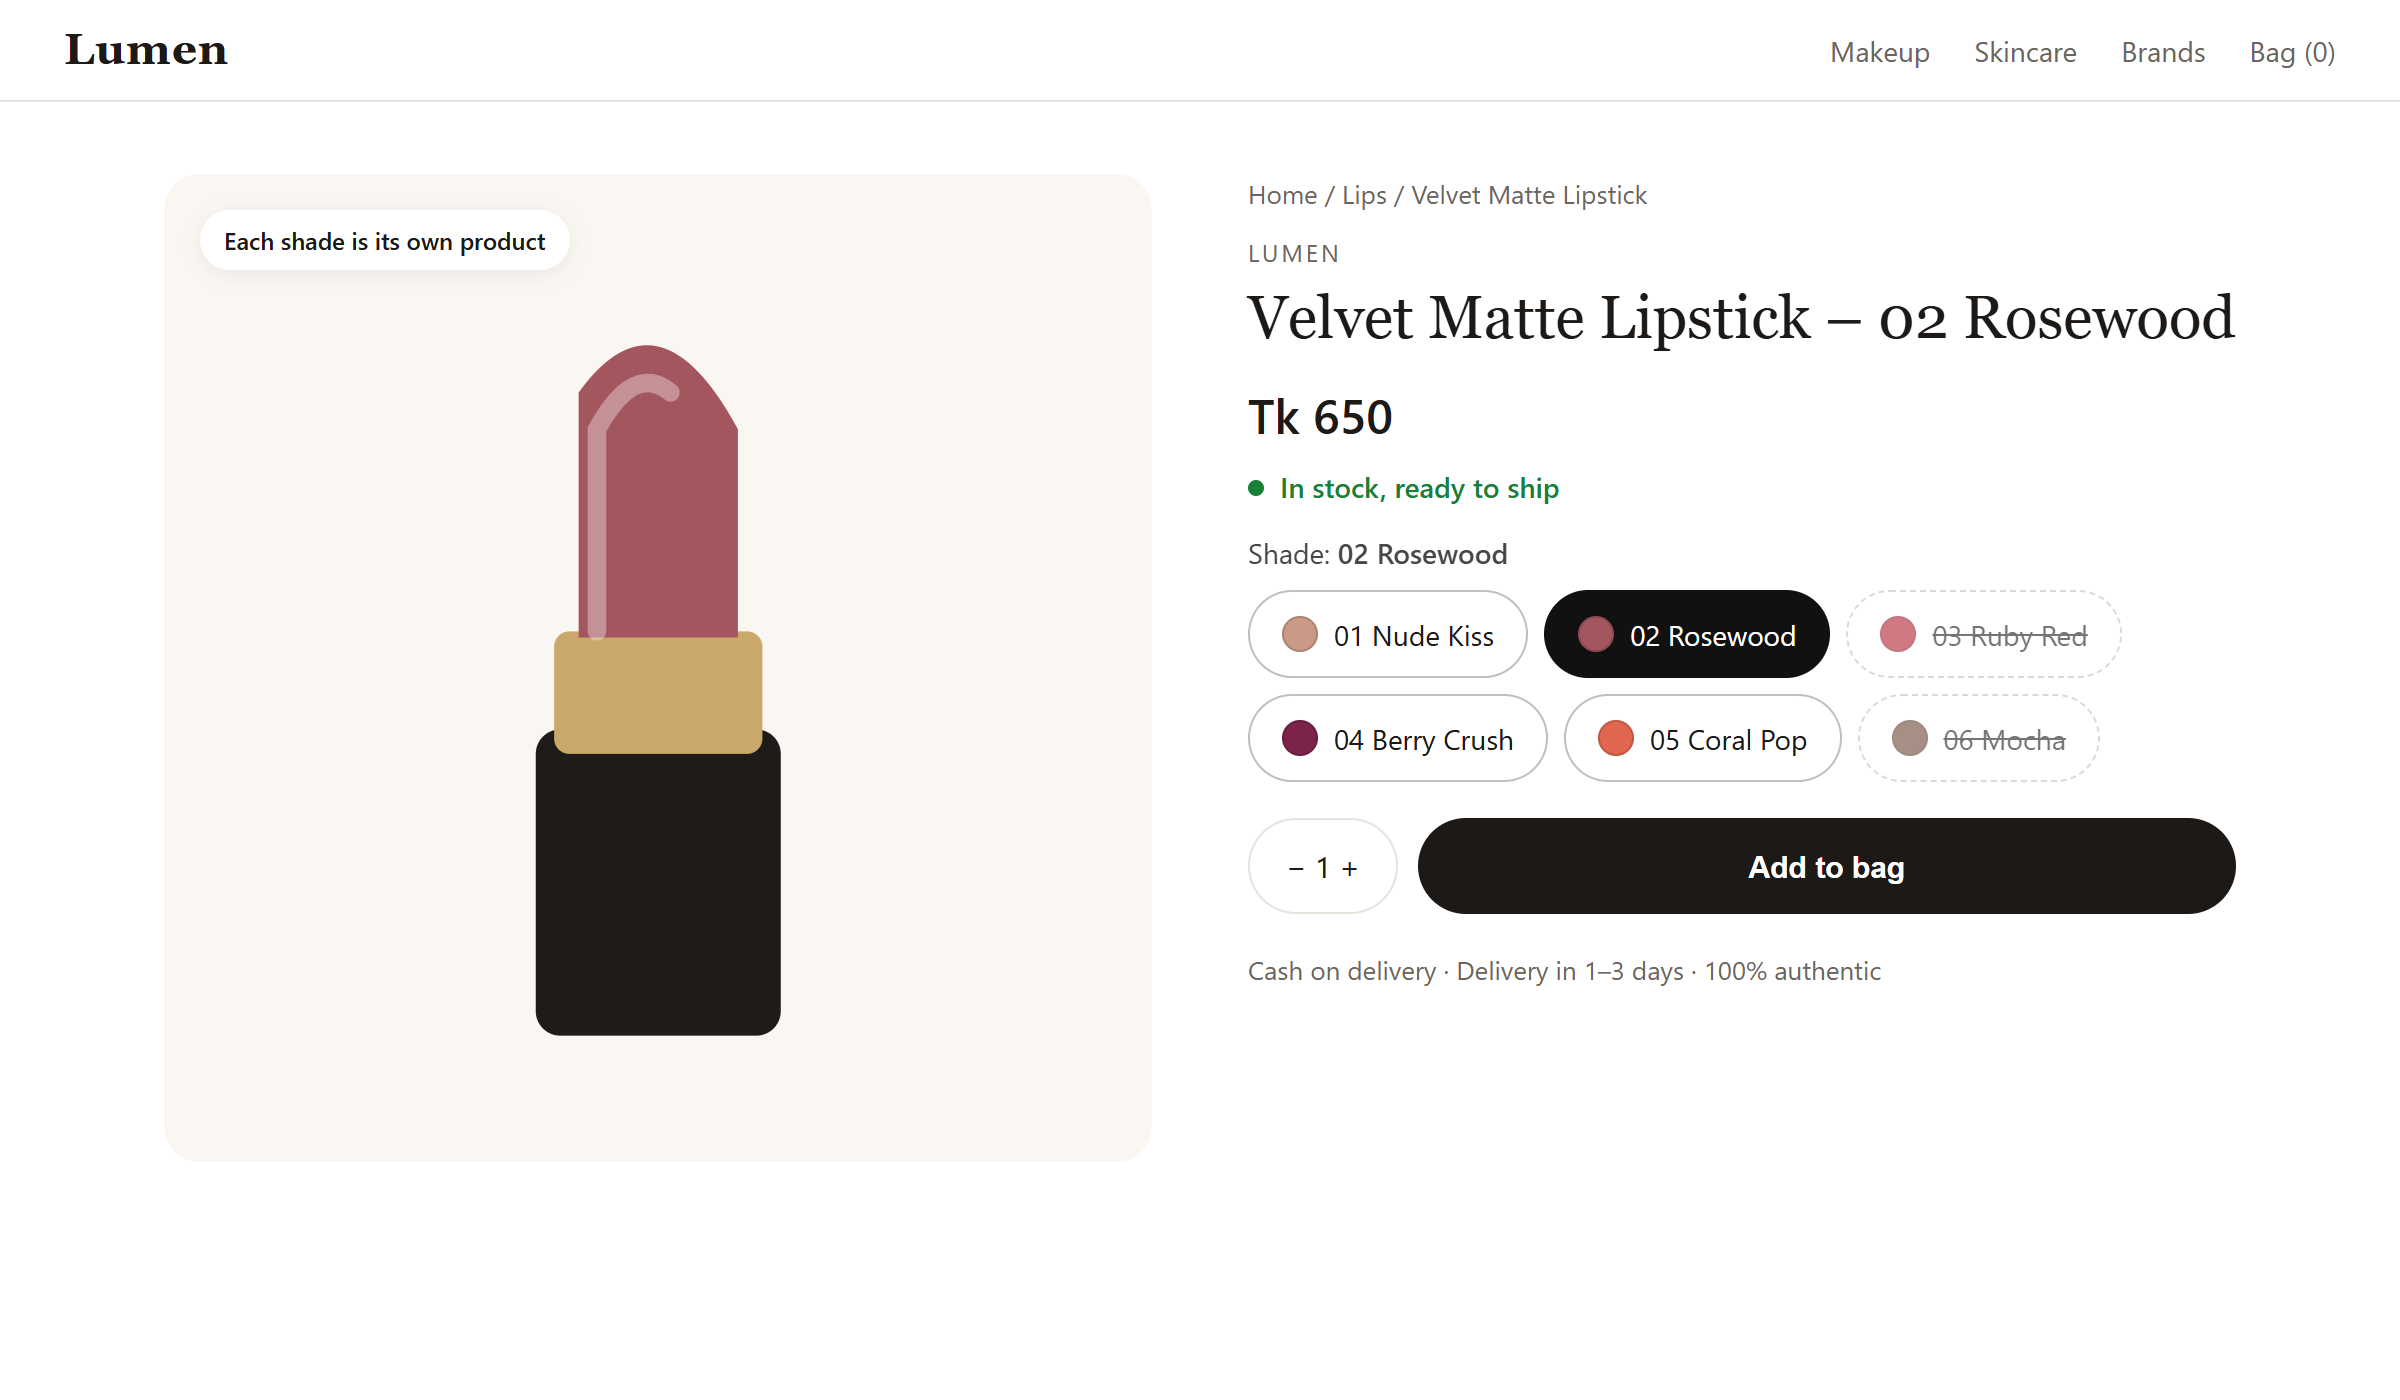 Lumen
Makeup Skincare Brands Bag (0)
Each shade is its own product
Home / Lips / Velvet Matte Lipstick
LUMEN
Velvet Matte Lipstick – 02 Rosewood
Tk 650
In stock, ready to ship
Shade: 02 Rosewood
01 Nude Kiss 02 Rosewood 03 Ruby Red
04 Berry Crush 05 Coral Pop 06 Mocha
− 1 + Add to bag
Cash on delivery · Delivery in 1–3 days · 100% authentic